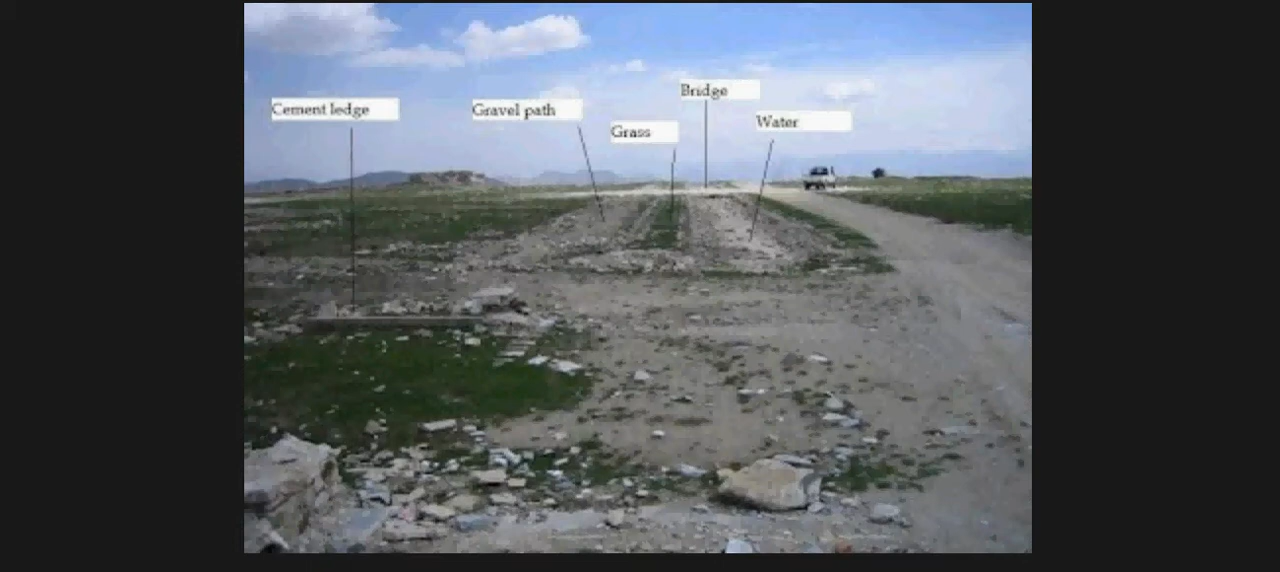 Cement ledge
Gravel path
Grass
Bridge
Water